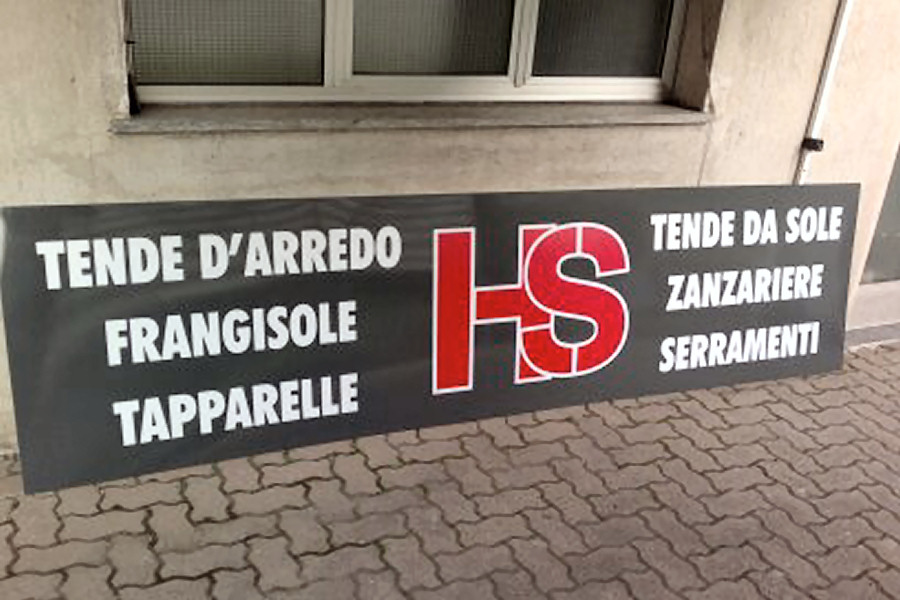 TENDE D'ARREDO
FRANGISOLE
TAPPARELLE
HS
TENDE DA SOLE
ZANZARIERE
SERRAMENTI